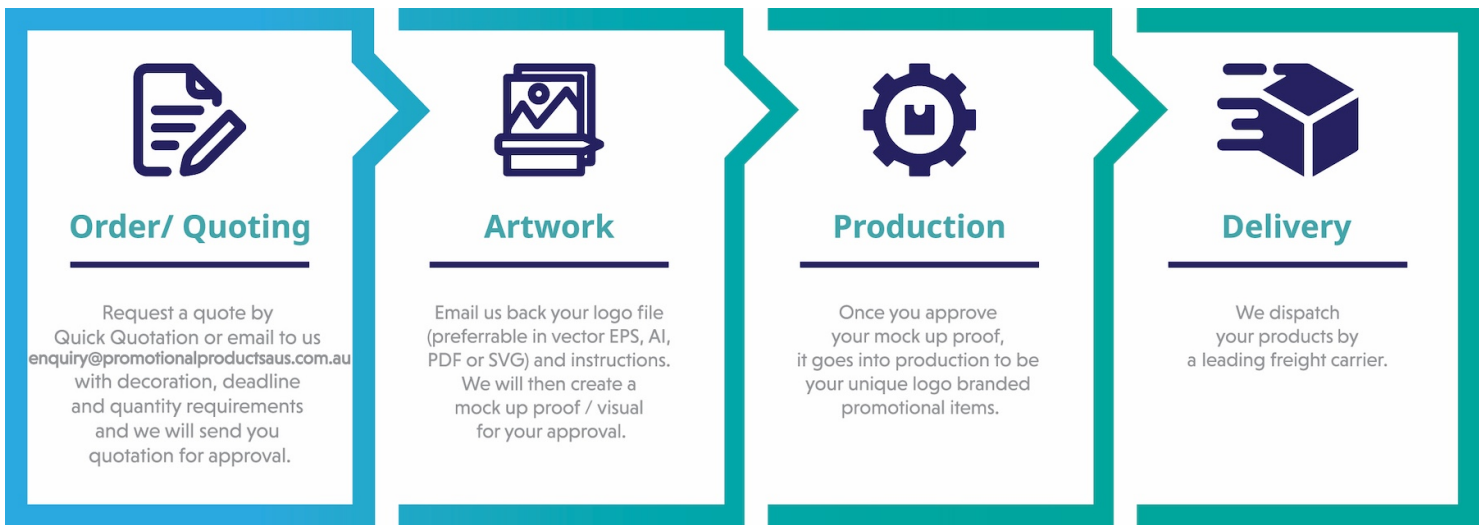 Order/ Quoting
Request a quote by
Quick Quotation or email to us
enquiry@promotionalproductsaus.com.au
with decoration, deadline
and quantity requirements
and we will send you
quotation for approval.
Artwork
Email us back your logo file
(preferrable in vector EPS, AI,
PDF or SVG) and instructions.
We will then create a
mock up proof / visual
for your approval.
Production
Once you approve
your mock up proof,
it goes into production to be
your unique logo branded
promotional items.
Delivery
We dispatch
your products by
a leading freight carrier.